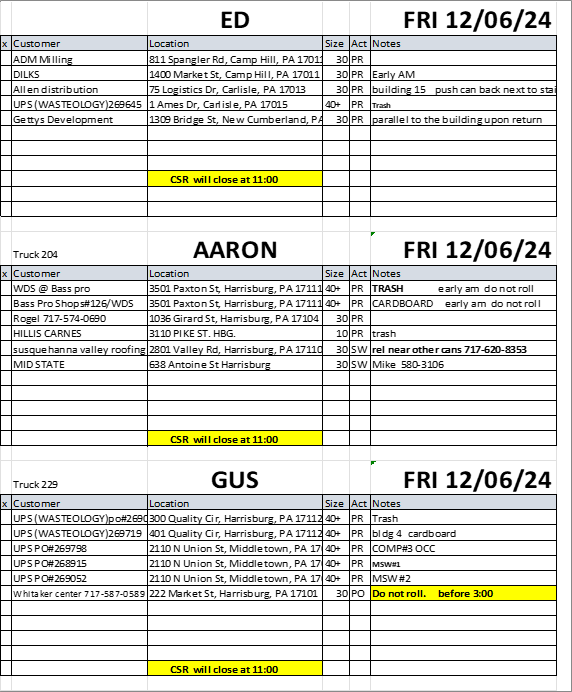 ED FRI 12/06/24
x Customer Location Size Act Notes
ADM Milling 811 Spangler Rd, Camp Hill, PA 17011 30 PR
DILKS 1400 Market St, Camp Hill, PA 17011 30 PR Early AM
Allen distribution 75 Logistics Dr, Carlisle, PA 17013 30 PR building 15 push can back next to stai
UPS (WASTEOLOGY)269645 1 Ames Dr, Carlisle, PA 17015 40+ PR Trash
Gettys Development 1309 Bridge St, New Cumberland, PA 30 PR parallel to the building upon return
CSR will close at 11:00
Truck 204 AARON FRI 12/06/24
x Customer Location Size Act Notes
WDS @ Bass pro 3501 Paxton St, Harrisburg, PA 17111 40+ PR TRASH early am do not roll
Bass Pro Shops#126/WDS 3501 Paxton St, Harrisburg, PA 17111 40+ PR CARDBOARD early am do not roll
Rogel 717-574-0690 1036 Girard St, Harrisburg, PA 17104 30 PR
HILLIS CARNES 3110 PIKE ST. HBG. 10 PR trash
susquehanna valley roofing 2801 Valley Rd, Harrisburg, PA 17110 30 SW rel near other cans 717-620-8353
MID STATE 638 Antoine St Harrisburg 30 SW Mike 580-3106
CSR will close at 11:00
Truck 229 GUS FRI 12/06/24
x Customer Location Size Act Notes
UPS (WASTEOLOGY)po#2690 300 Quality Cir, Harrisburg, PA 17112 40+ PR Trash
UPS (WASTEOLOGY)269719 401 Quality Cir, Harrisburg, PA 17112 40+ PR bldg 4 cardboard
UPS PO#269798 2110 N Union St, Middletown, PA 170 40+ PR COMP#3 OCC
UPS PO#268915 2110 N Union St, Middletown, PA 170 40+ PR MSW#1
UPS PO#269052 2110 N Union St, Middletown, PA 170 40+ PR MSW #2
Whitaker center 717-587-0589 222 Market St, Harrisburg, PA 17101 30 PO Do not roll. before 3:00
CSR will close at 11:00